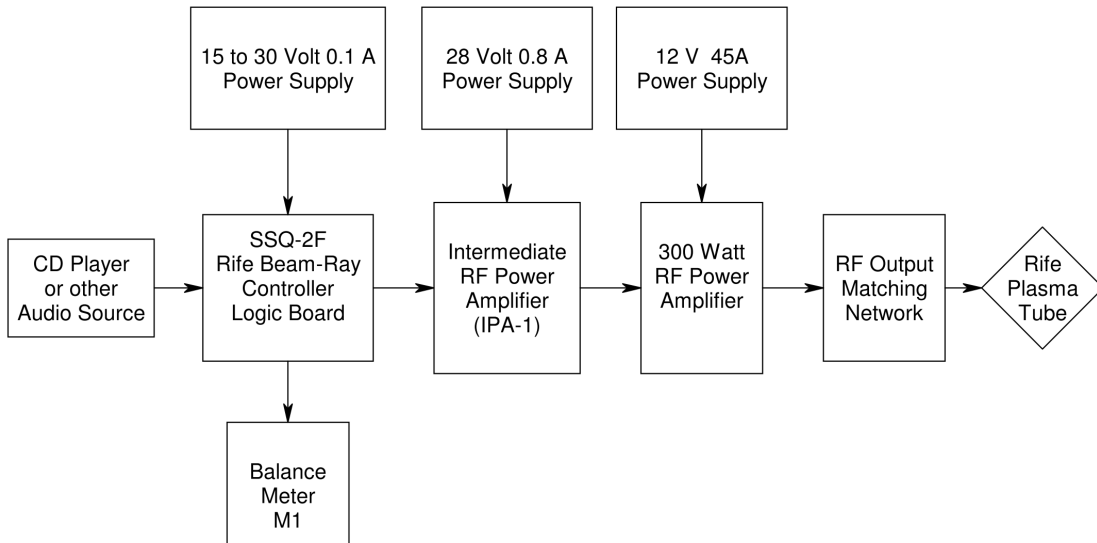 15 to 30 Volt 0.1 A
Power Supply
28 Volt 0.8 A
Power Supply
12 V 45A
Power Supply
CD Player
or other
Audio Source
SSQ-2F
Rife Beam-Ray
Controller
Logic Board
Intermediate
RF Power
Amplifier
(IPA-1)
300 Watt
RF Power
Amplifier
RF Output
Matching
Network
Rife
Plasma
Tube
Balance
Meter
M1